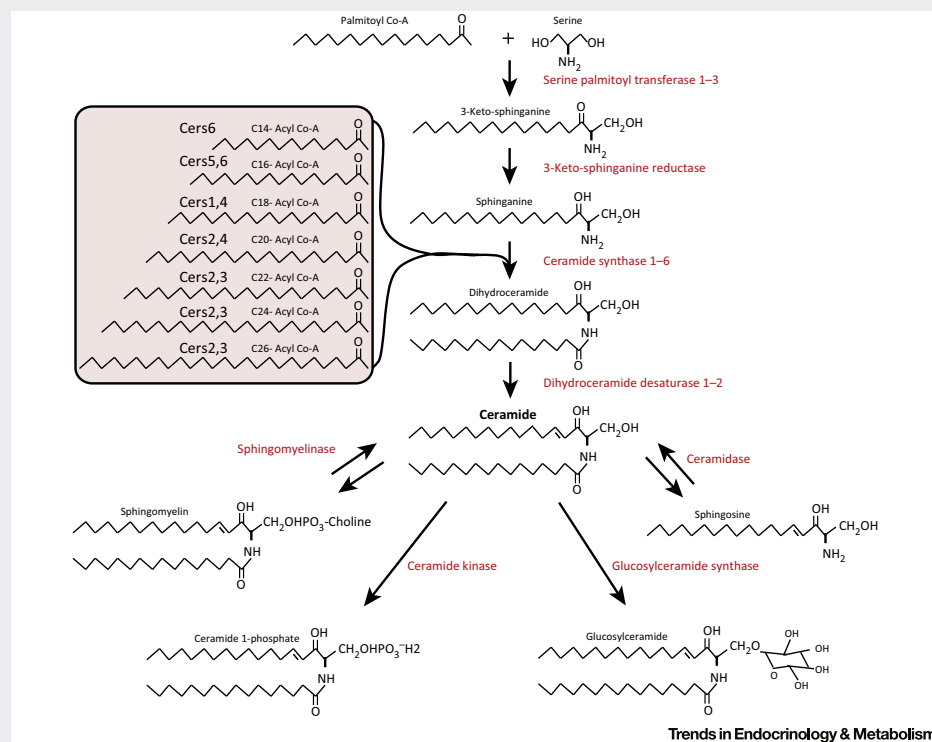 Palmitoyl Co-A
O
+
Serine
HO OH
NH2
Serine palmitoyl transferase 1–3
3-Keto-sphinganine
O
CH2OH
NH2
3-Keto-sphinganine reductase
Sphinganine
OH
CH2OH
NH2
Ceramide synthase 1–6
Cers6 C14- Acyl Co-A O
Cers5,6 C16- Acyl Co-A O
Cers1,4 C18- Acyl Co-A O
Cers2,4 C20- Acyl Co-A O
Cers2,3 C22- Acyl Co-A O
Cers2,3 C24- Acyl Co-A O
Cers2,3 C26- Acyl Co-A O
Dihydroceramide
OH
CH2OH
NH
O
Dihydroceramide desaturase 1–2
Ceramide
OH
CH2OH
NH
O
Sphingomyelinase
Ceramidase
Sphingomyelin
OH
CH2OHPO3-Choline
NH
O
Sphingosine
OH
CH2OH
NH2
Ceramide kinase
Glucosylceramide synthase
Ceramide 1-phosphate
OH
CH2OHPO3–H2
NH
O
Glucosylceramide
OH
CH2O
OH
OH
OH
O
OH
NH
O
Trends in Endocrinology & Metabolism